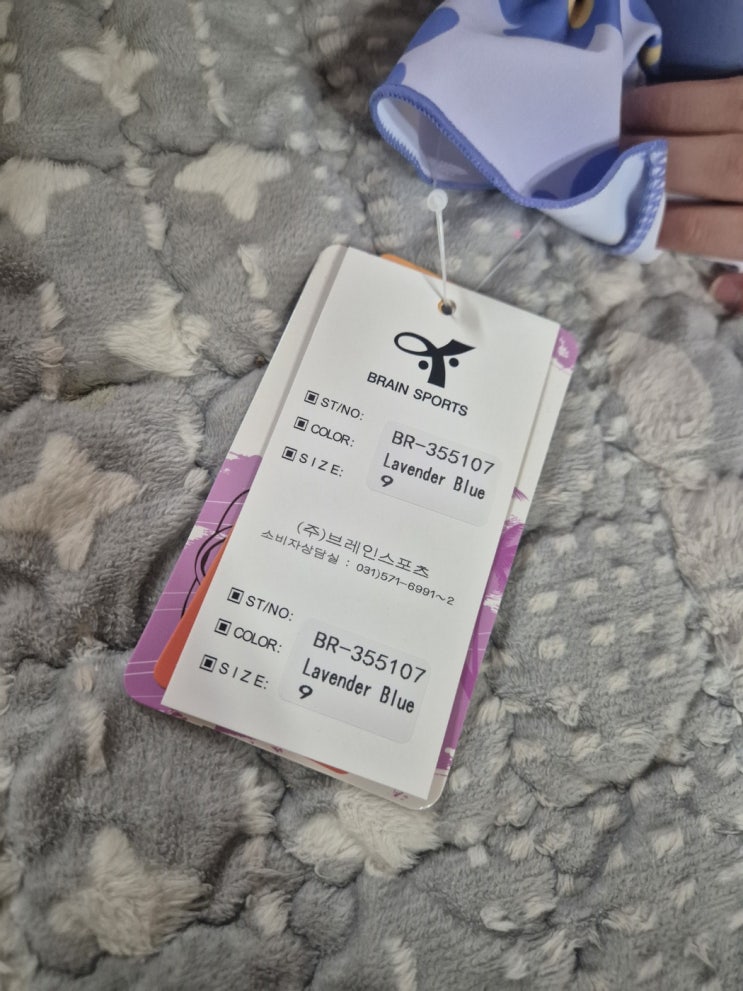 BRAIN SPORTS
▣ ST/NO: BR-355107
▣ COLOR: Lavender Blue
▣ SIZE: 9
(주)브레인스포츠
소비자상담실 : 031)571-6991~2
▣ ST/NO: BR-355107
▣ COLOR: Lavender Blue
▣ SIZE: 9